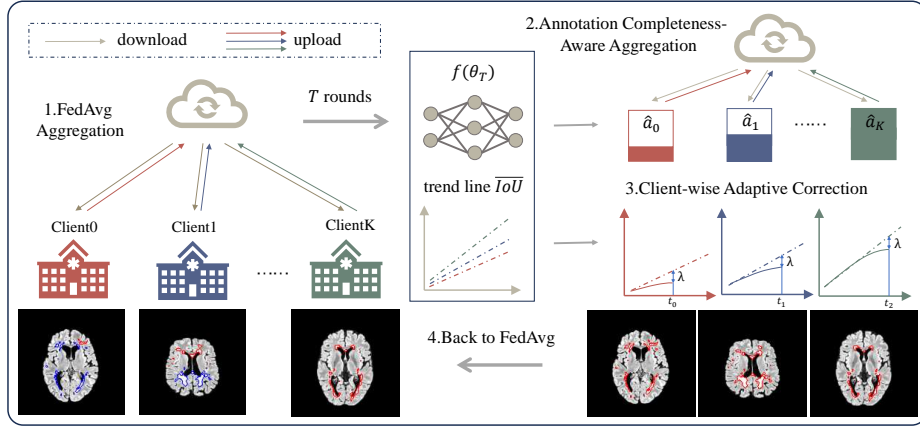 download
upload
1.FedAvg
Aggregation
T rounds
Client0
Client1
ClientK
......
f(θ_T)
trend line \overline{IoU}
2.Annotation Completeness-
Aware Aggregation
â_0
â_1
......
â_K
3.Client-wise Adaptive Correction
λ
t_0
λ
t_1
λ
t_2
4.Back to FedAvg